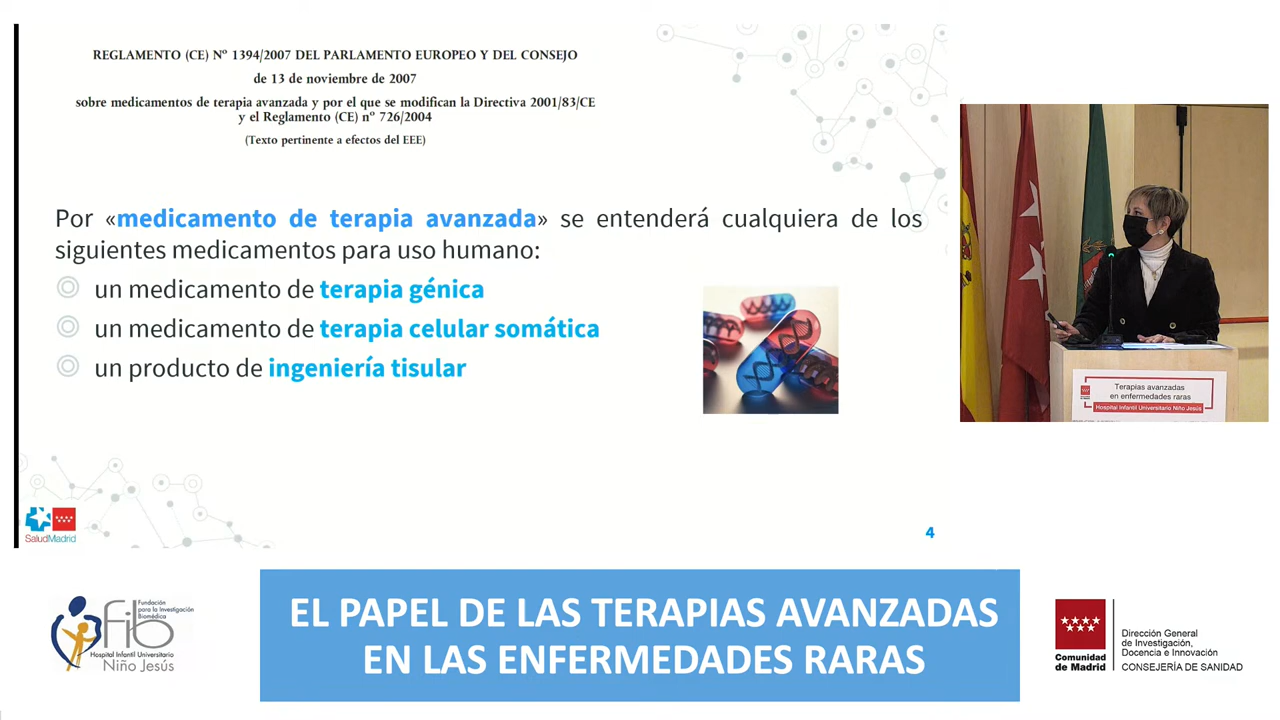 REGLAMENTO (CE) Nº 1394/2007 DEL PARLAMENTO EUROPEO Y DEL CONSEJO
de 13 de noviembre de 2007
sobre medicamentos de terapia avanzada y por el que se modifican la Directiva 2001/83/CE
y el Reglamento (CE) nº 726/2004
(Texto pertinente a efectos del EEE)
Por «medicamento de terapia avanzada» se entenderá cualquiera de los
siguientes medicamentos para uso humano:
un medicamento de terapia génica
un medicamento de terapia celular somática
un producto de ingeniería tisular
SaludMadrid
4
Terapias avanzadas
en enfermedades raras
Hospital Infantil Universitario Niño Jesús
fib
Fundación
para la Investigación
Biomédica
Hospital Infantil Universitario
Niño Jesús
EL PAPEL DE LAS TERAPIAS AVANZADAS
EN LAS ENFERMEDADES RARAS
Comunidad
de Madrid
Dirección General
de Investigación,
Docencia e Innovación
CONSEJERÍA DE SANIDAD